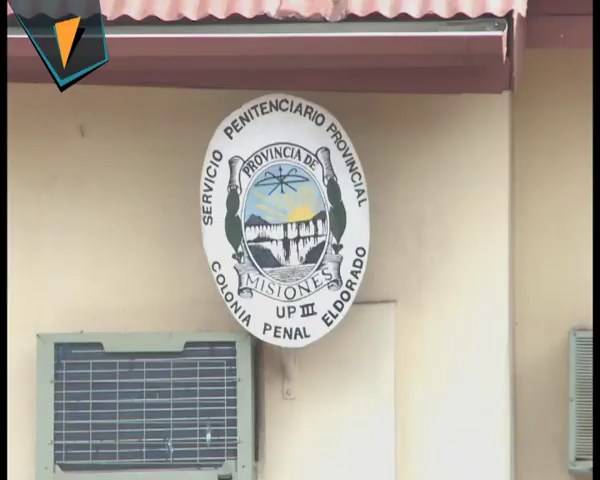 SERVICIO PENITENCIARIO PROVINCIAL
PROVINCIA DE
MISIONES
UP III
COLONIA PENAL ELDORADO